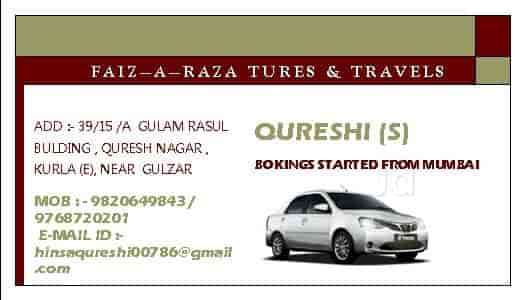 FAIZ–A–RAZA TURES & TRAVELS
ADD :- 39/15 /A GULAM RASUL
BULDING , QURESH NAGAR ,
KURLA (E), NEAR GULZAR
MOB : - 9820649843 /
9768720201
E-MAIL ID :-
hinsaqureshi00786@gmail
.com
QURESHI (S)
BOKINGS STARTED FROM MUMBAI
Jd